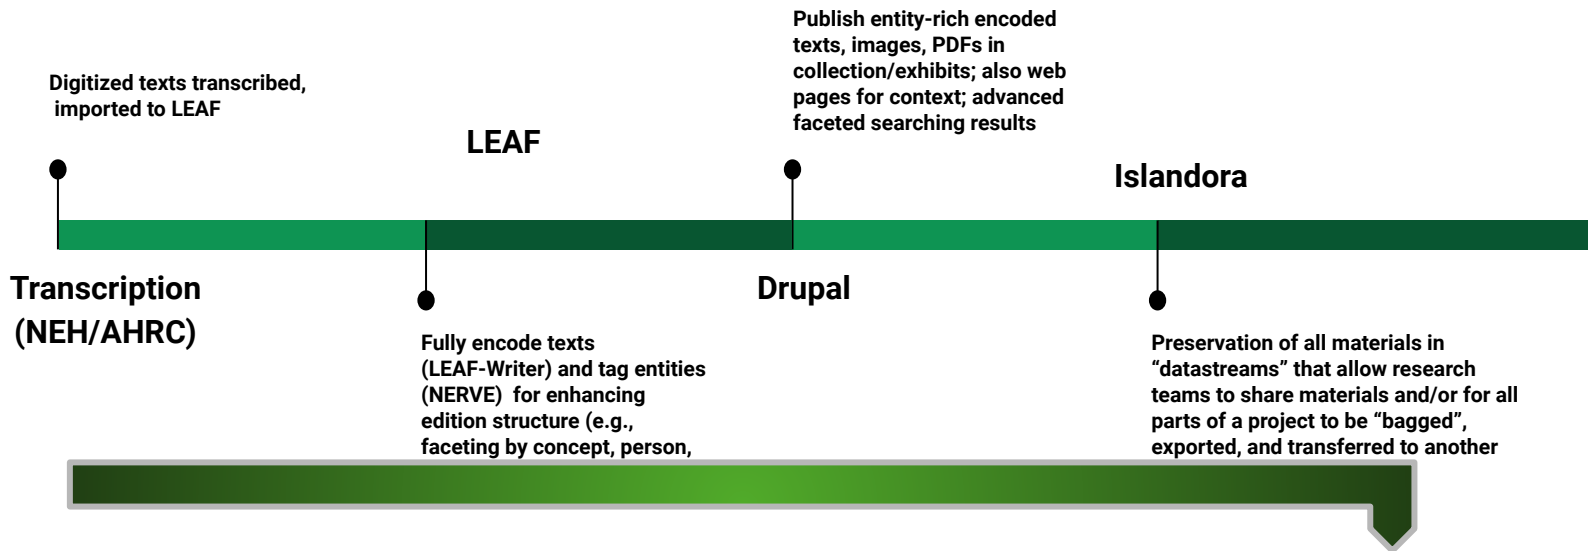 Digitized texts transcribed,
imported to LEAF
LEAF
Publish entity-rich encoded
texts, images, PDFs in
collection/exhibits; also web
pages for context; advanced
faceted searching results
Islandora
Transcription
(NEH/AHRC)
Fully encode texts
(LEAF-Writer) and tag entities
(NERVE)  for enhancing
edition structure (e.g.,
faceting by concept, person,
Drupal
Preservation of all materials in
“datastreams” that allow research
teams to share materials and/or for all
parts of a project to be “bagged”,
exported, and transferred to another